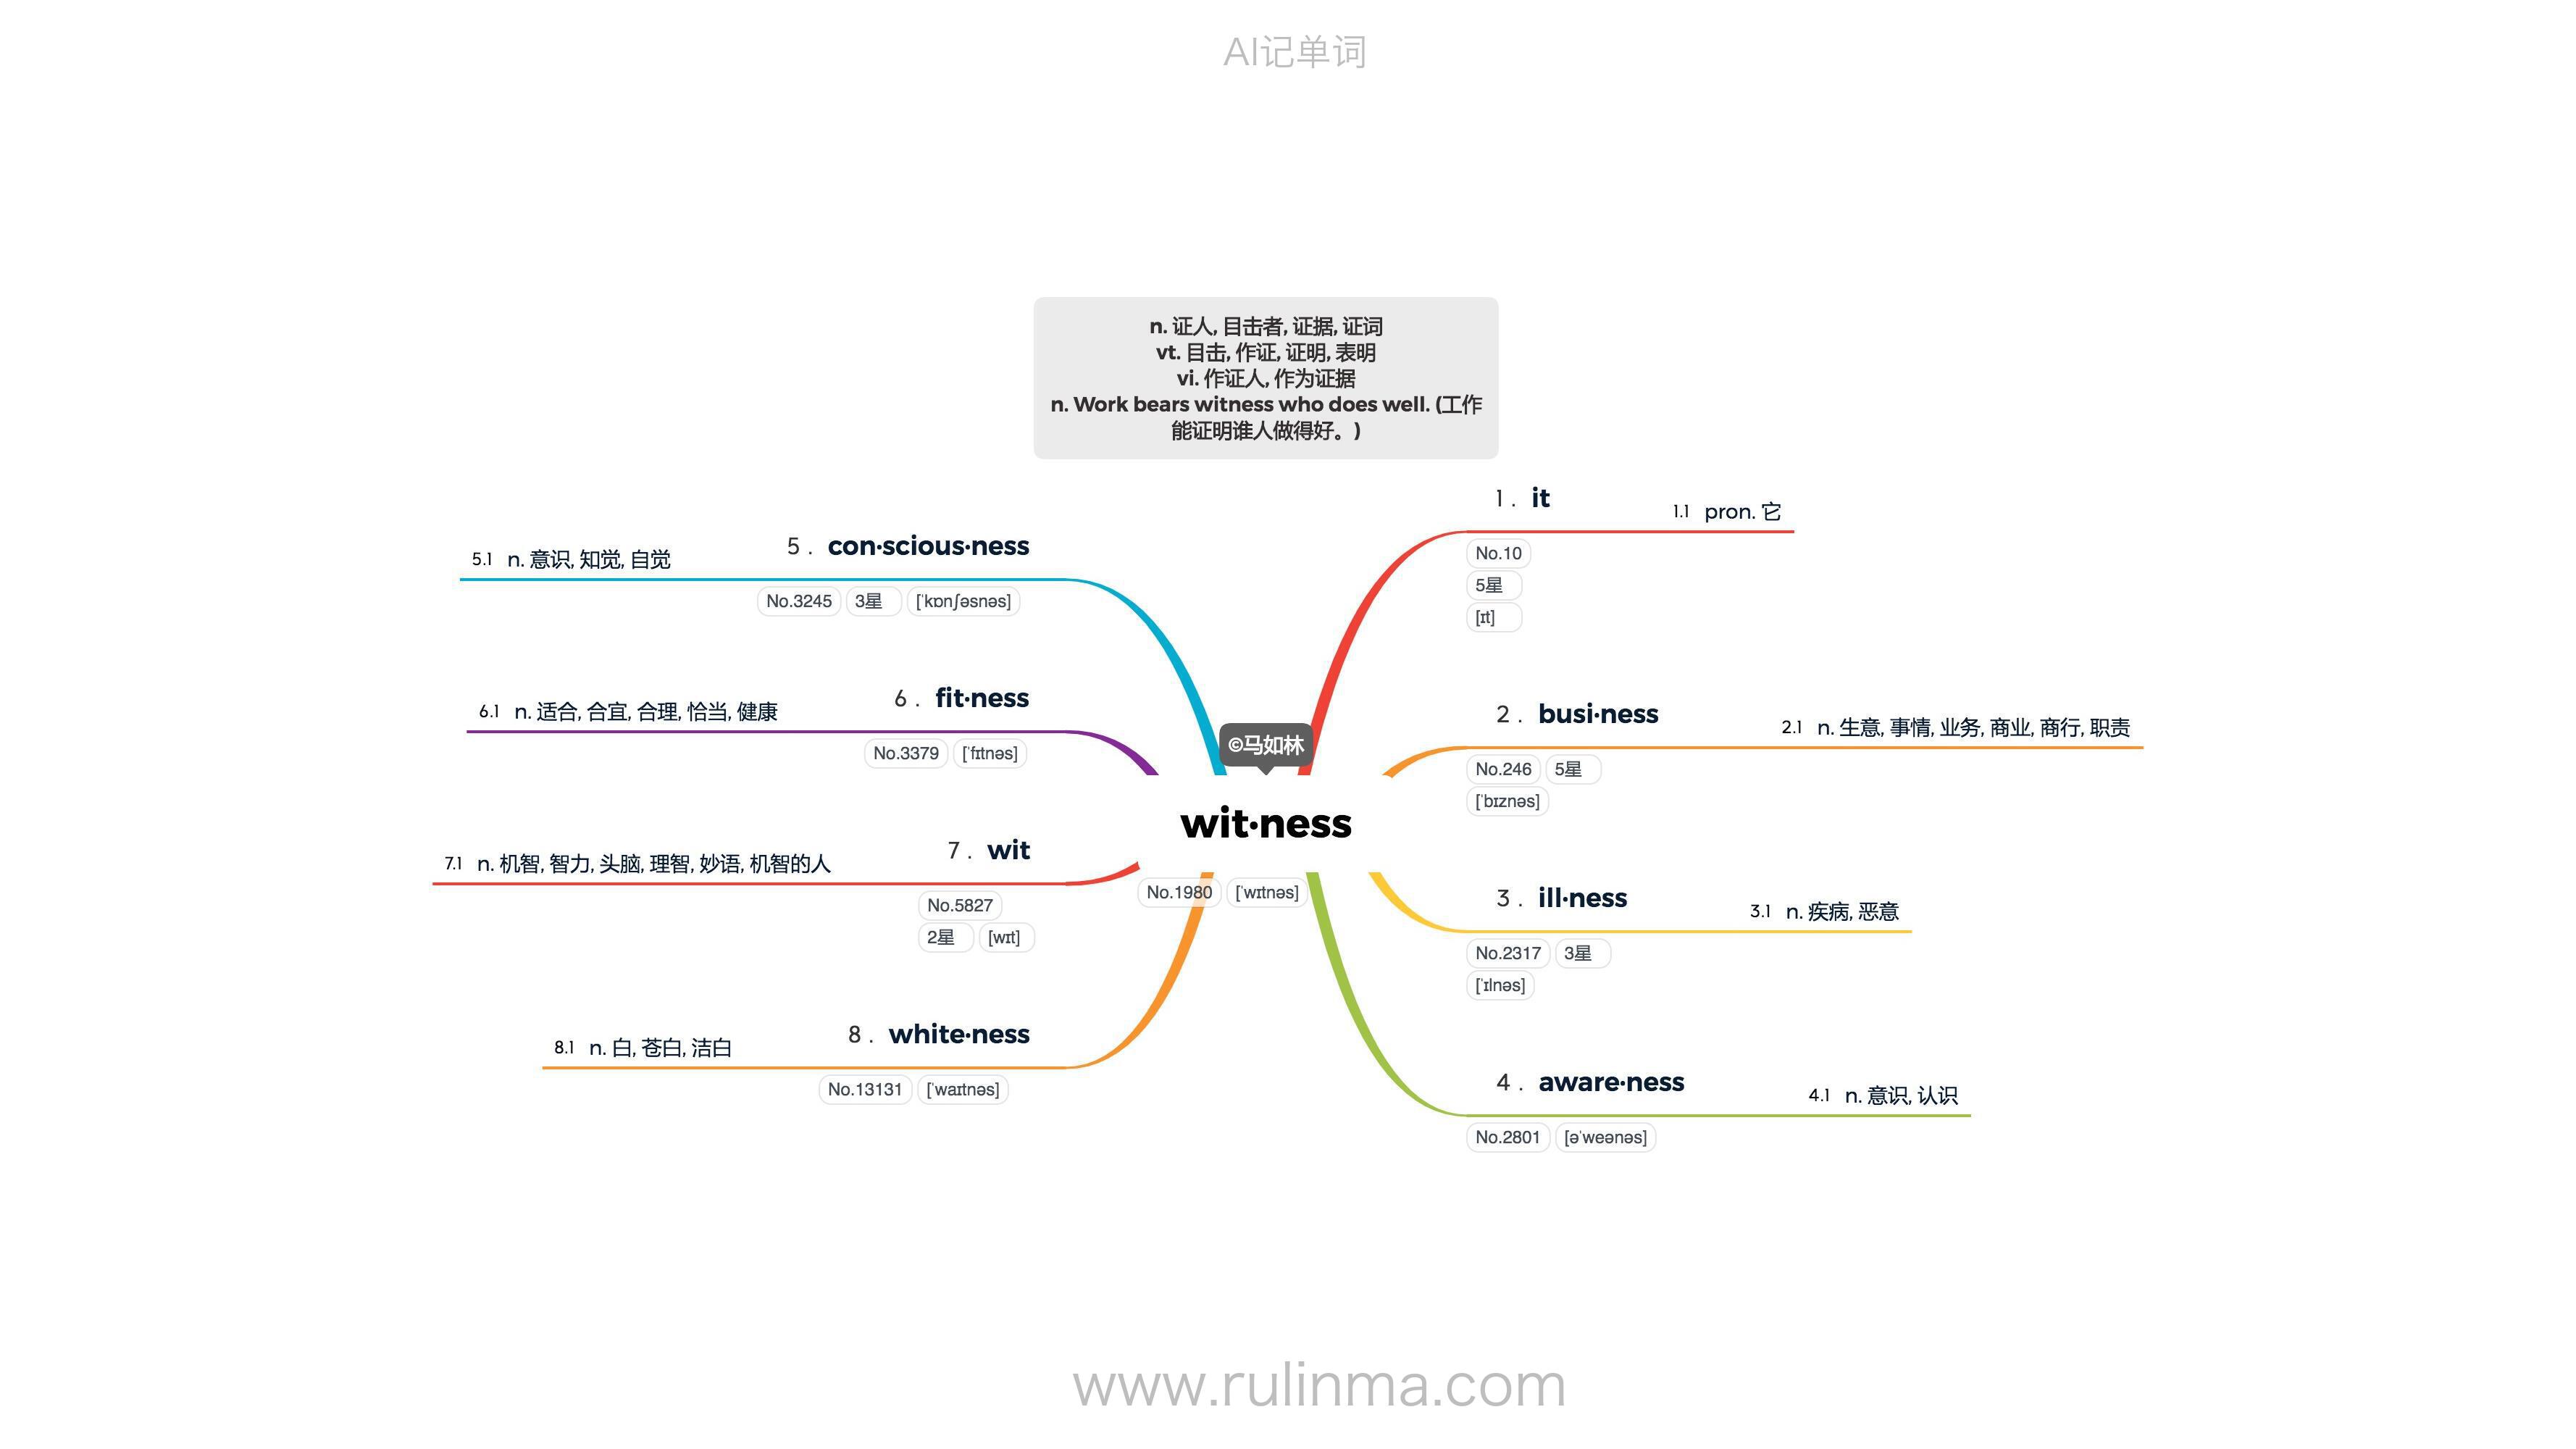 AI记单词
n. 证人, 目击者, 证据, 证词
vt. 目击, 作证, 证明, 表明
vi. 作证人, 作为证据
n. Work bears witness who does well. (工作
能证明谁人做得好。)
©马如林
wit·ness
No.1980 [ˈwɪtnəs]
1 . it
1.1 pron. 它
No.10
5星
[ɪt]
2 . busi·ness
2.1 n. 生意, 事情, 业务, 商业, 商行, 职责
No.246 5星
[ˈbɪznəs]
3 . ill·ness
3.1 n. 疾病, 恶意
No.2317 3星
[ˈɪlnəs]
4 . aware·ness
4.1 n. 意识, 认识
No.2801 [əˈweənəs]
5 . con·scious·ness
5.1 n. 意识, 知觉, 自觉
No.3245 3星 [ˈkɒnʃəsnəs]
6 . fit·ness
6.1 n. 适合, 合宜, 合理, 恰当, 健康
No.3379 [ˈfɪtnəs]
7 . wit
7.1 n. 机智, 智力, 头脑, 理智, 妙语, 机智的人
No.5827
2星 [wɪt]
8 . white·ness
8.1 n. 白, 苍白, 洁白
No.13131 [ˈwaɪtnəs]
www.rulinma.com